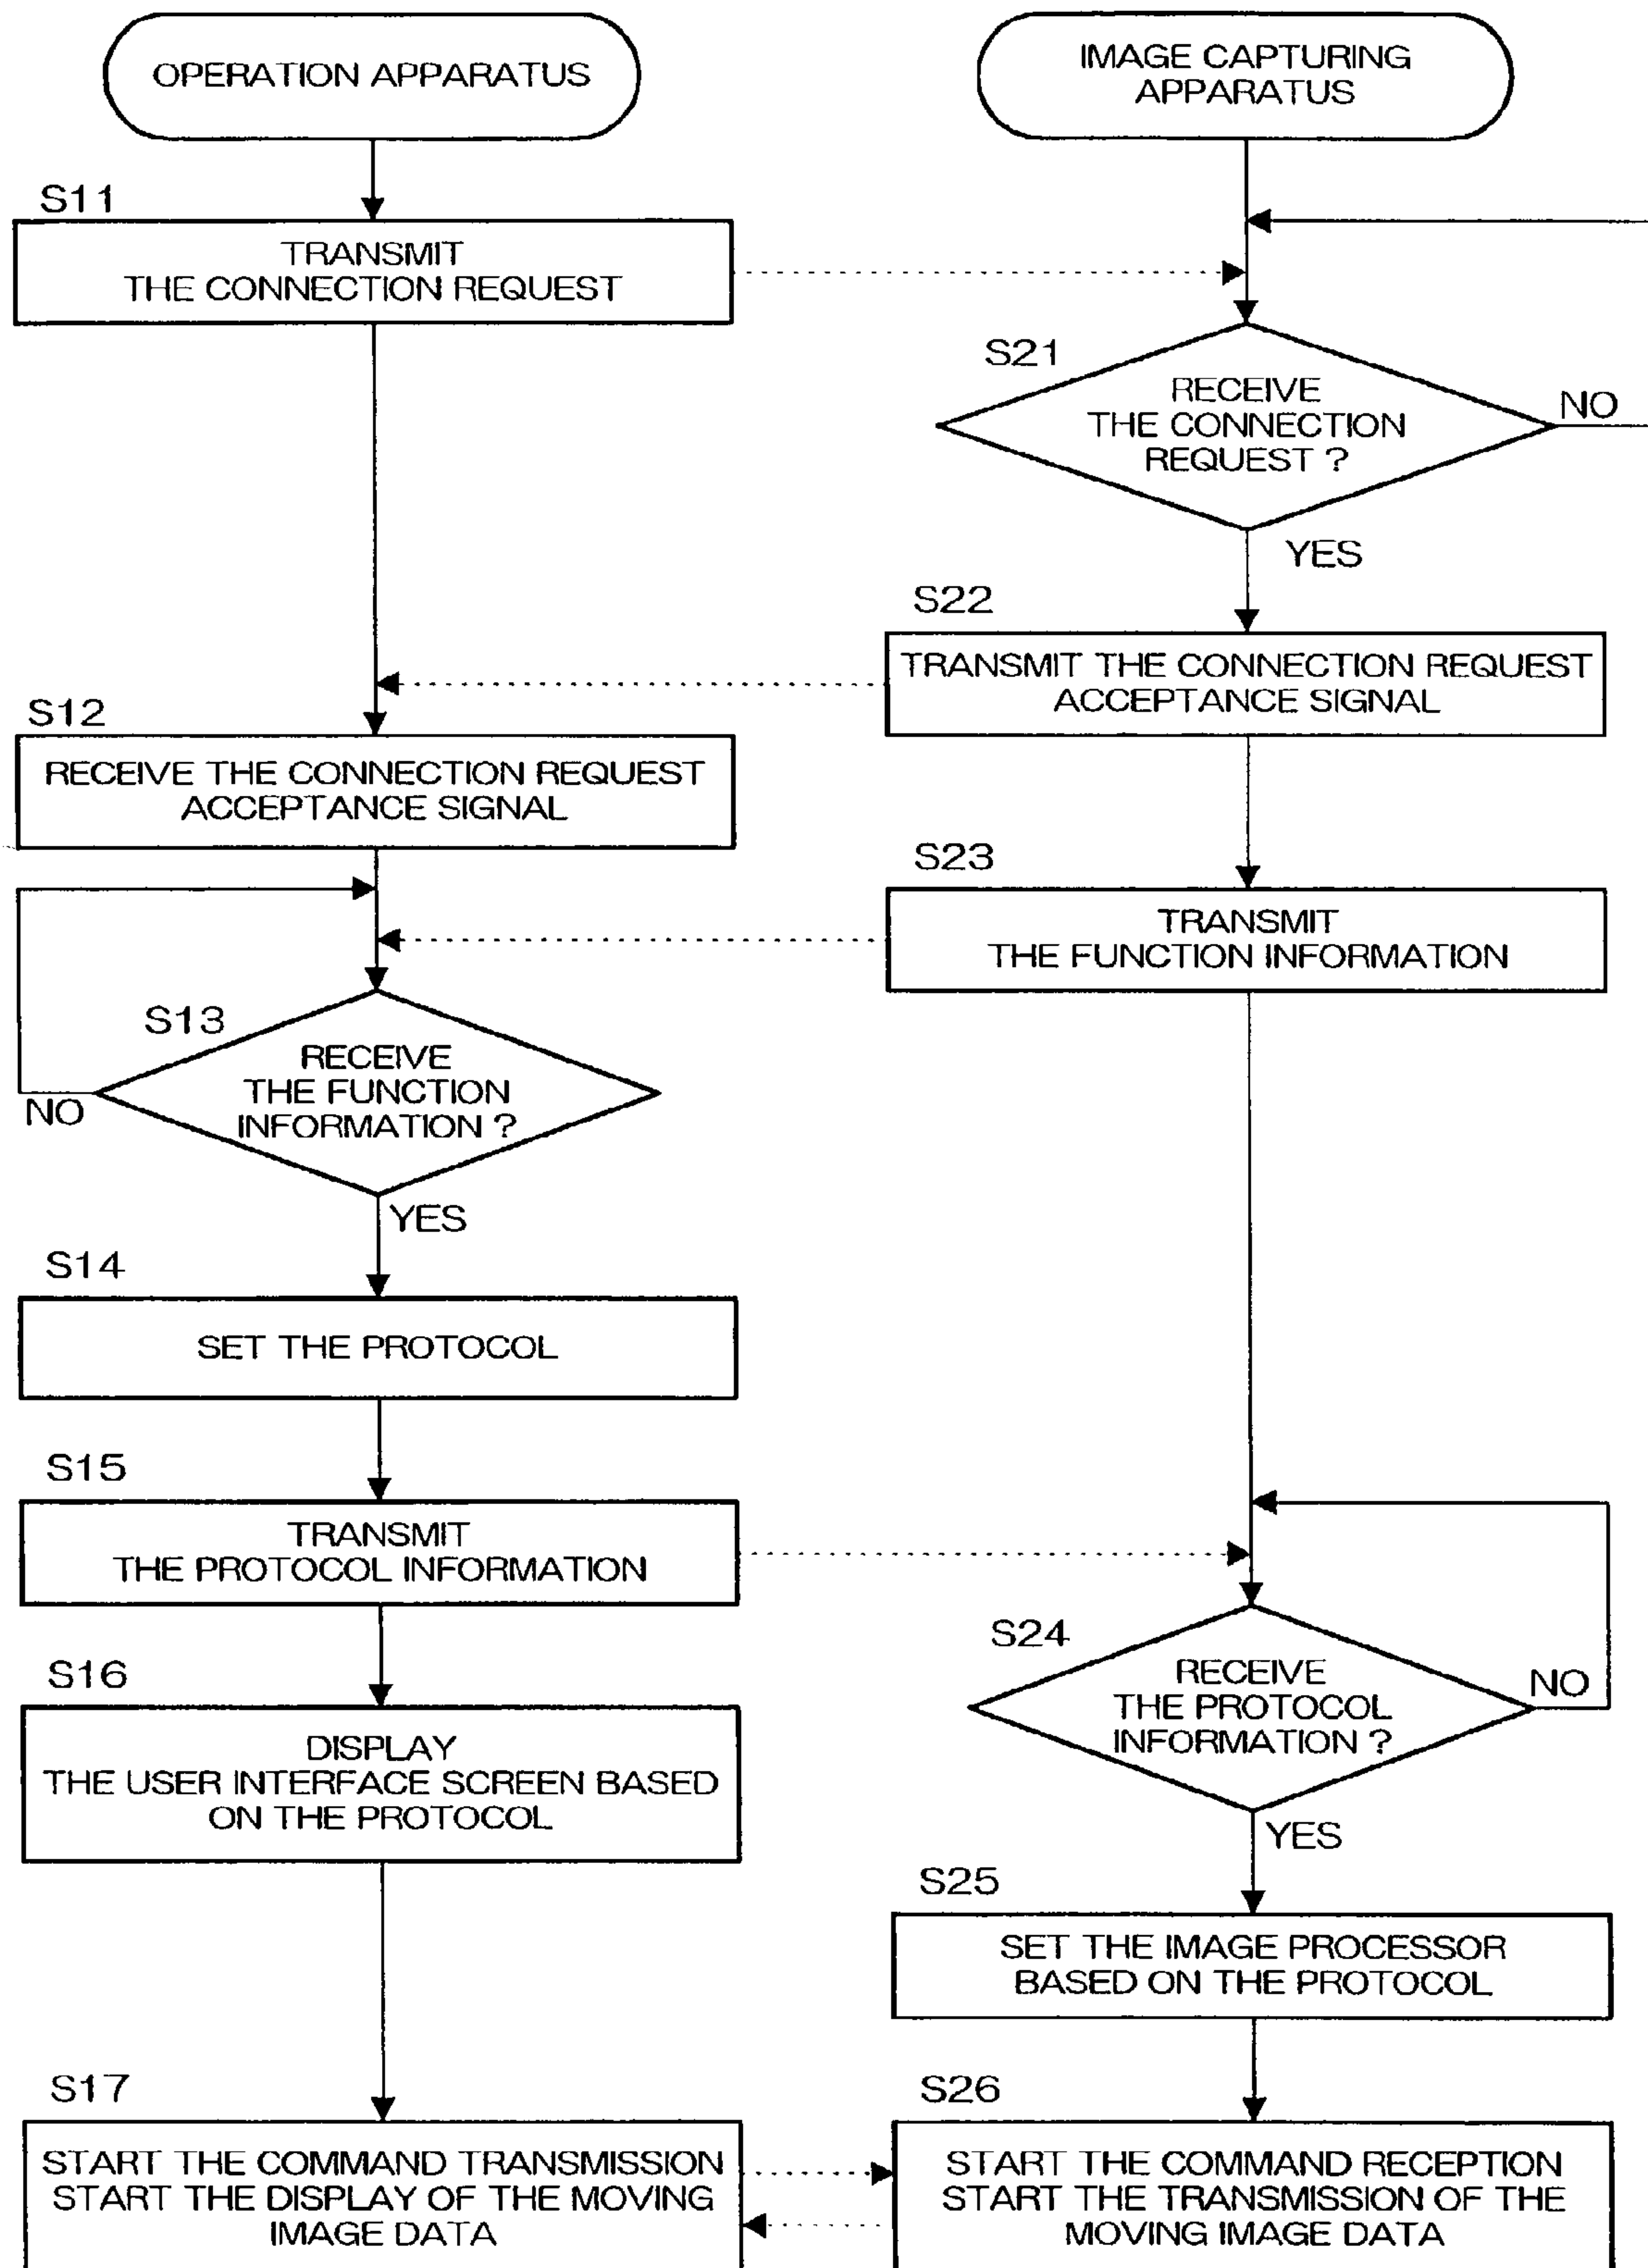 OPERATION APPARATUS
IMAGE CAPTURING
APPARATUS
S11
TRANSMIT
THE CONNECTION REQUEST
S21
RECEIVE
THE CONNECTION
REQUEST ?
NO
YES
S22
TRANSMIT THE CONNECTION REQUEST
ACCEPTANCE SIGNAL
S12
RECEIVE THE CONNECTION REQUEST
ACCEPTANCE SIGNAL
S23
TRANSMIT
THE FUNCTION INFORMATION
S13
RECEIVE
THE FUNCTION
INFORMATION ?
NO
YES
S14
SET THE PROTOCOL
S15
TRANSMIT
THE PROTOCOL INFORMATION
S24
RECEIVE
THE PROTOCOL
INFORMATION ?
NO
YES
S16
DISPLAY
THE USER INTERFACE SCREEN BASED
ON THE PROTOCOL
S25
SET THE IMAGE PROCESSOR
BASED ON THE PROTOCOL
S17
START THE COMMAND TRANSMISSION
START THE DISPLAY OF THE MOVING
IMAGE DATA
S26
START THE COMMAND RECEPTION
START THE TRANSMISSION OF THE
MOVING IMAGE DATA